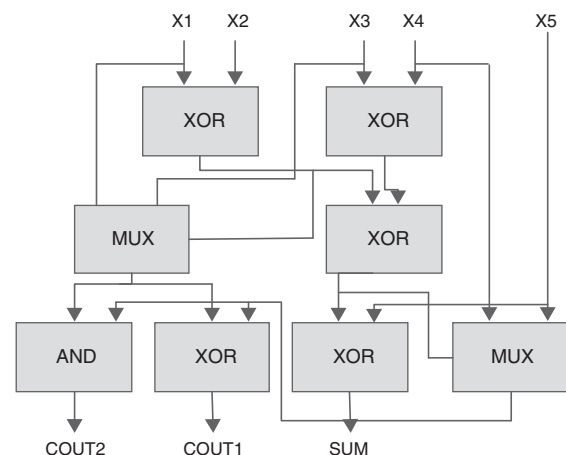 X1 X2 X3 X4 X5
XOR XOR
MUX XOR
AND XOR XOR MUX
COUT2 COUT1 SUM